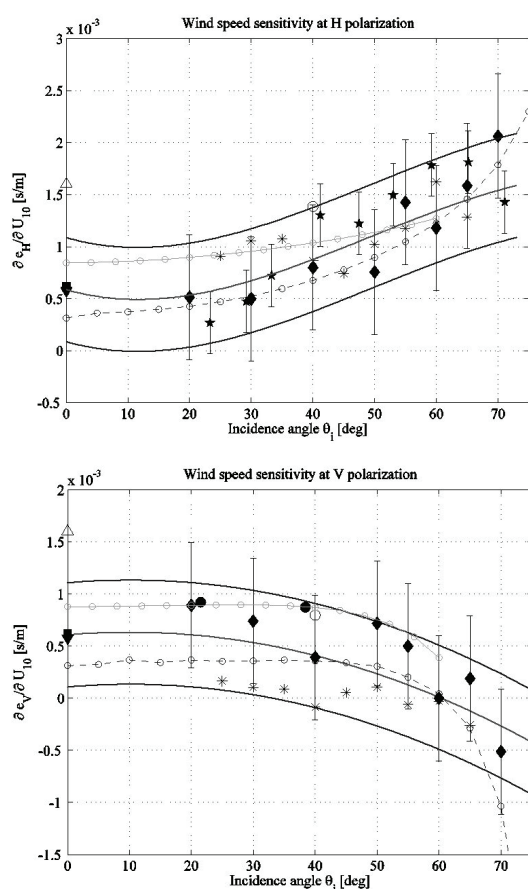 Wind speed sensitivity at H polarization
x 10⁻³
3
2.5
2
1.5
1
0.5
0
-0.5
∂ e_H/∂ U_10 [s/m]
0 10 20 30 40 50 60 70
Incidence angle θ_i [deg]
Wind speed sensitivity at V polarization
x 10⁻³
2
1.5
1
0.5
0
-0.5
-1
-1.5
∂ e_V/∂ U_10 [s/m]
0 10 20 30 40 50 60 70
Incidence angle θ_i [deg]